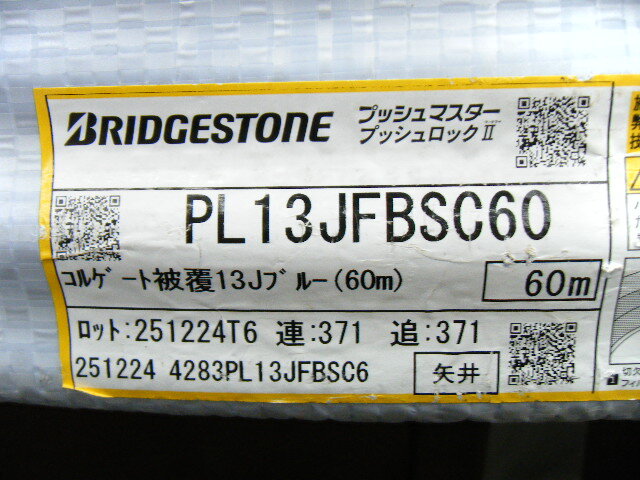 BRIDGESTONE
プッシュマスター
プッシュロックⅡ
PL13JFBSC60
コルゲート被覆13Jブルー(60m)
60m
ロット:251224T6 連:371 追:371
251224 4283PL13JFBSC6
矢井